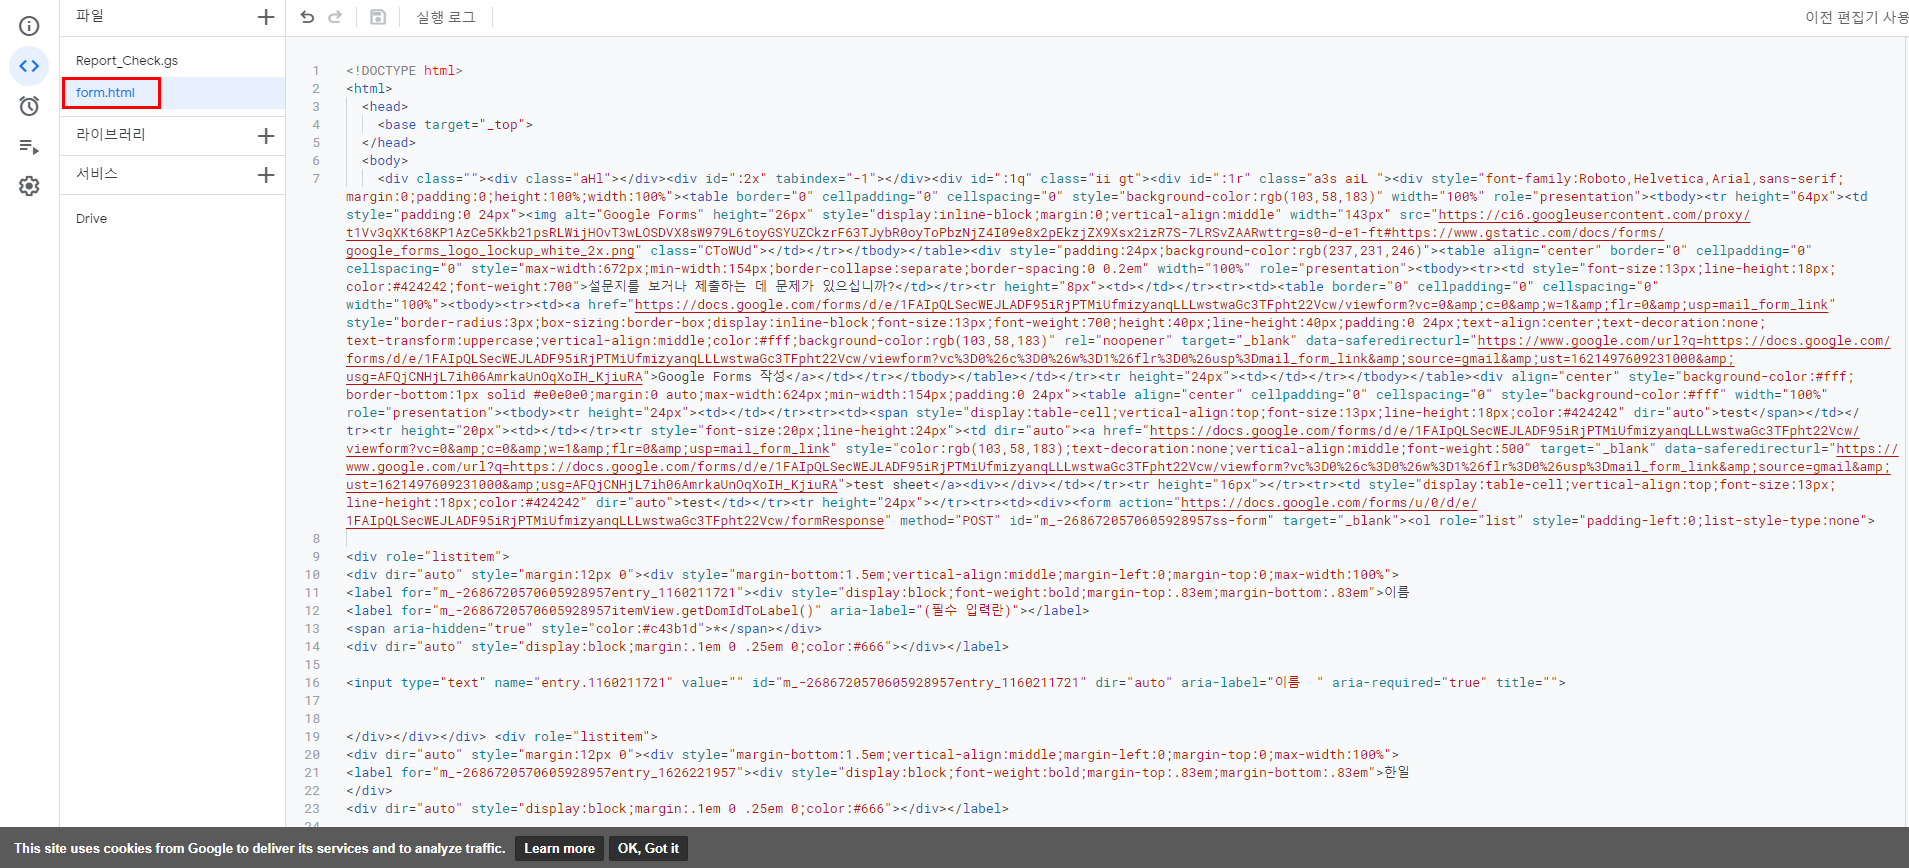 파일
Report_Check.gs
form.html
라이브러리
서비스
Drive
실행 로그
이전 편집기 사용
1 <!DOCTYPE html>
2 <html>
3 <head>
4 <base target="_top">
5 </head>
6 <body>
7 <div class=""><div class="aHl"></div><div id=":2x" tabindex="-1"></div><div id=":1q" class="ii gt"><div id=":1r" class="a3s aiL "><div style="font-family:Roboto,Helvetica,Arial,sans-serif;
margin:0;padding:0;height:100%;width:100%"><table border="0" cellpadding="0" cellspacing="0" style="background-color:rgb(103,58,183)" width="100%" role="presentation"><tbody><tr height="64px"><td
style="padding:0 24px"><img alt="Google Forms" height="26px" style="display:inline-block;margin:0;vertical-align:middle" width="143px" src="https://ci6.googleusercontent.com/proxy/
t1Vv3qXKt68KP1AzCe5Kkb21psRLWijHOvT3wLOSDVX8sW979L6toyGSYUZCkzrF63TJybR0oyToPbzNjZ4I09e8x2pEkzjZX9Xsx2izR7S-7LRSvZAARwttrg=s0-d-e1-ft#https://www.gstatic.com/docs/forms/
google_forms_logo_lockup_white_2x.png" class="CToWUd"></td></tr></tbody></table><div style="padding:24px;background-color:rgb(237,231,246)"><table align="center" border="0" cellpadding="0"
cellspacing="0" style="max-width:672px;min-width:154px;border-collapse:separate;border-spacing:0 0.2em" width="100%" role="presentation"><tbody><tr><td style="font-size:13px;line-height:18px;
color:#424242;font-weight:700">설문지를 보거나 제출하는 데 문제가 있으십니까?</td></tr><tr height="8px"><td></td></tr><tr><td><table border="0" cellpadding="0" cellspacing="0"
width="100%"><tbody><tr><td><a href="https://docs.google.com/forms/d/e/1FAIpQLSecWEJLADF95iRjPTMiUfmizyanqLLLwstwaGc3TFpht22Vcw/viewform?vc=0&amp;c=0&amp;w=1&amp;flr=0&amp;usp=mail_form_link"
style="border-radius:3px;box-sizing:border-box;display:inline-block;font-size:13px;font-weight:700;height:40px;line-height:40px;padding:0 24px;text-align:center;text-decoration:none;
text-transform:uppercase;vertical-align:middle;color:#fff;background-color:rgb(103,58,183)" rel="noopener" target="_blank" data-saferedirecturl="https://www.google.com/url?q=https://docs.google.com/
forms/d/e/1FAIpQLSecWEJLADF95iRjPTMiUfmizyanqLLLwstwaGc3TFpht22Vcw/viewform?vc%3D0%26c%3D0%26w%3D1%26flr%3D0%26usp%3Dmail_form_link&amp;source=gmail&amp;ust=1621497609231000&amp;
usg=AFQjCNHjL7ih06AmrkaUnOqXoIH_KjiuRA">Google Forms 작성</a></td></tr></tbody></table></td></tr><tr height="24px"><td></td></tr></tbody></table><div align="center" style="background-color:#fff;
border-bottom:1px solid #e0e0e0;margin:0 auto;max-width:624px;min-width:154px;padding:0 24px"><table align="center" cellpadding="0" cellspacing="0" style="background-color:#fff" width="100%"
role="presentation"><tbody><tr height="24px"><td></td></tr><tr><td><span style="display:table-cell;vertical-align:top;font-size:13px;line-height:18px;color:#424242" dir="auto">test</span></td></
tr><tr height="20px"><td></td></tr><tr style="font-size:20px;line-height:24px"><td dir="auto"><a href="https://docs.google.com/forms/d/e/1FAIpQLSecWEJLADF95iRjPTMiUfmizyanqLLLwstwaGc3TFpht22Vcw/
viewform?vc=0&amp;c=0&amp;w=1&amp;flr=0&amp;usp=mail_form_link" style="color:rgb(103,58,183);text-decoration:none;vertical-align:middle;font-weight:500" target="_blank" data-saferedirecturl="https://
www.google.com/url?q=https://docs.google.com/forms/d/e/1FAIpQLSecWEJLADF95iRjPTMiUfmizyanqLLLwstwaGc3TFpht22Vcw/viewform?vc%3D0%26c%3D0%26w%3D1%26flr%3D0%26usp%3Dmail_form_link&amp;source=gmail&amp;
ust=1621497609231000&amp;usg=AFQjCNHjL7ih06AmrkaUnOqXoIH_KjiuRA">test sheet</a><div></div></td></tr><tr height="16px"></tr><tr><td style="display:table-cell;vertical-align:top;font-size:13px;
line-height:18px;color:#424242" dir="auto">test</td></tr><tr height="24px"></tr><tr><td><div><form action="https://docs.google.com/forms/u/0/d/e/
1FAIpQLSecWEJLADF95iRjPTMiUfmizyanqLLLwstwaGc3TFpht22Vcw/formResponse" method="POST" id="m_-2686720570605928957ss-form" target="_blank"><ol role="list" style="padding-left:0;list-style-type:none">
8
9 <div role="listitem">
10 <div dir="auto" style="margin:12px 0"><div style="margin-bottom:1.5em;vertical-align:middle;margin-left:0;margin-top:0;max-width:100%">
11 <label for="m_-2686720570605928957entry_1160211721"><div style="display:block;font-weight:bold;margin-top:.83em;margin-bottom:.83em">이름
12 <label for="m_-2686720570605928957itemView.getDomIdToLabel()" aria-label="(필수 입력란)"></label>
13 <span aria-hidden="true" style="color:#c43b1d">*</span></div>
14 <div dir="auto" style="display:block;margin:.1em 0 .25em 0;color:#666"></div></label>
15
16 <input type="text" name="entry.1160211721" value="" id="m_-2686720570605928957entry_1160211721" dir="auto" aria-label="이름  " aria-required="true" title="">
17
18
19 </div></div></div> <div role="listitem">
20 <div dir="auto" style="margin:12px 0"><div style="margin-bottom:1.5em;vertical-align:middle;margin-left:0;margin-top:0;max-width:100%">
21 <label for="m_-2686720570605928957entry_1626221957"><div style="display:block;font-weight:bold;margin-top:.83em;margin-bottom:.83em">한일
22 </div>
23 <div dir="auto" style="display:block;margin:.1em 0 .25em 0;color:#666"></div></label>
24
This site uses cookies from Google to deliver its services and to analyze traffic. Learn more OK, Got it